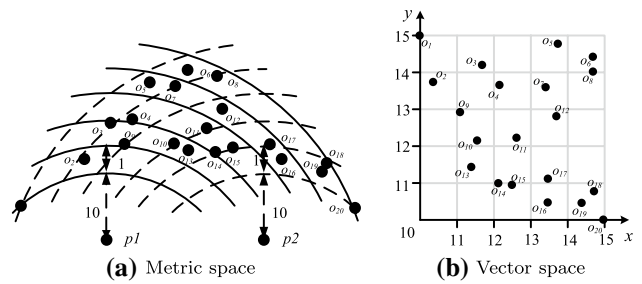 o6
o5
o8
o7
o12
o3
o4
o11
o9
o10
o17
o13
o14
o15
o2
1
1
o16
o19
o18
o20
10
10
p1
p2
(a) Metric space
y
15
14
13
12
11
10
11
12
13
14
15
x
o1
o5
o3
o6
o2
o4
o7
o8
o9
o12
o10
o11
o13
o14
o15
o17
o16
o18
o19
o20
(b) Vector space